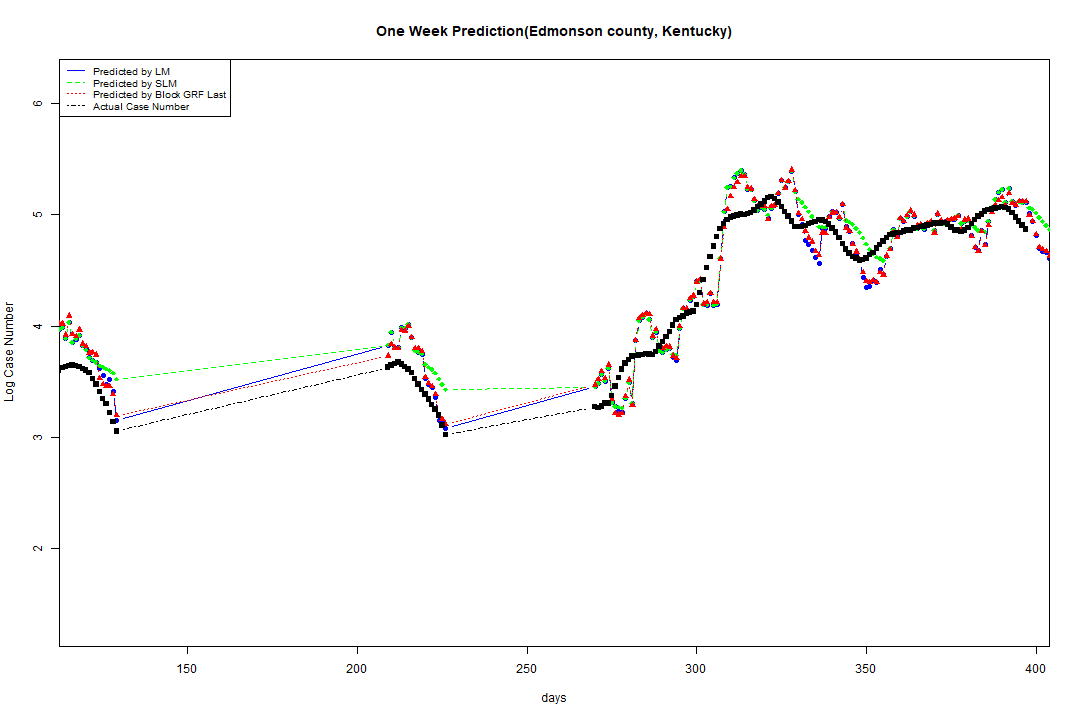 One Week Prediction(Edmonson county, Kentucky)
Predicted by LM
Predicted by SLM
Predicted by Block GRF Last
Actual Case Number
6
5
4
3
2
Log Case Number
150 200 250 300 350 400
days